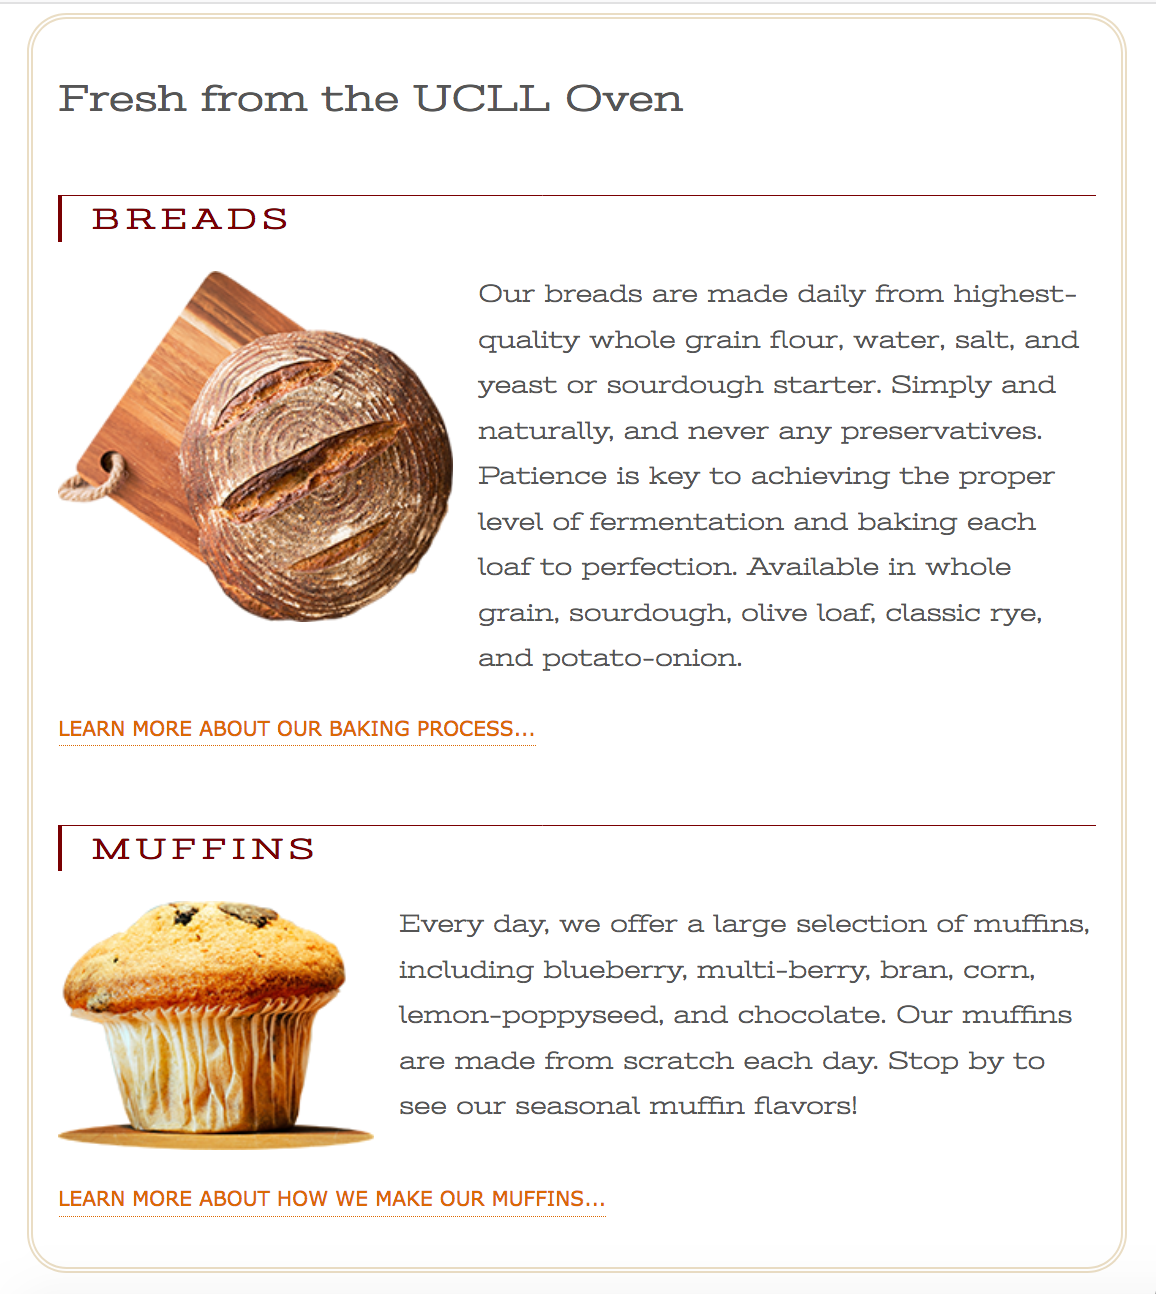 Fresh from the UCLL Oven
BREADS
Our breads are made daily from highest-
quality whole grain flour, water, salt, and
yeast or sourdough starter. Simply and
naturally, and never any preservatives.
Patience is key to achieving the proper
level of fermentation and baking each
loaf to perfection. Available in whole
grain, sourdough, olive loaf, classic rye,
and potato-onion.
LEARN MORE ABOUT OUR BAKING PROCESS...
MUFFINS
Every day, we offer a large selection of muffins,
including blueberry, multi-berry, bran, corn,
lemon-poppyseed, and chocolate. Our muffins
are made from scratch each day. Stop by to
see our seasonal muffin flavors!
LEARN MORE ABOUT HOW WE MAKE OUR MUFFINS...